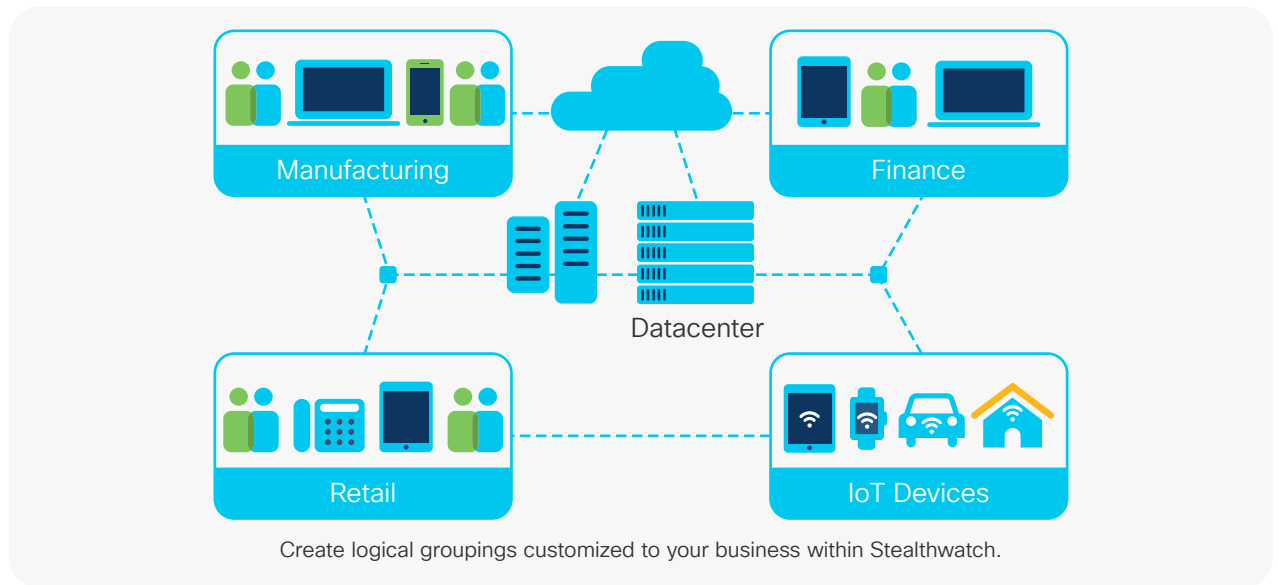 Manufacturing
Finance
Datacenter
Retail
IoT Devices
Create logical groupings customized to your business within Stealthwatch.